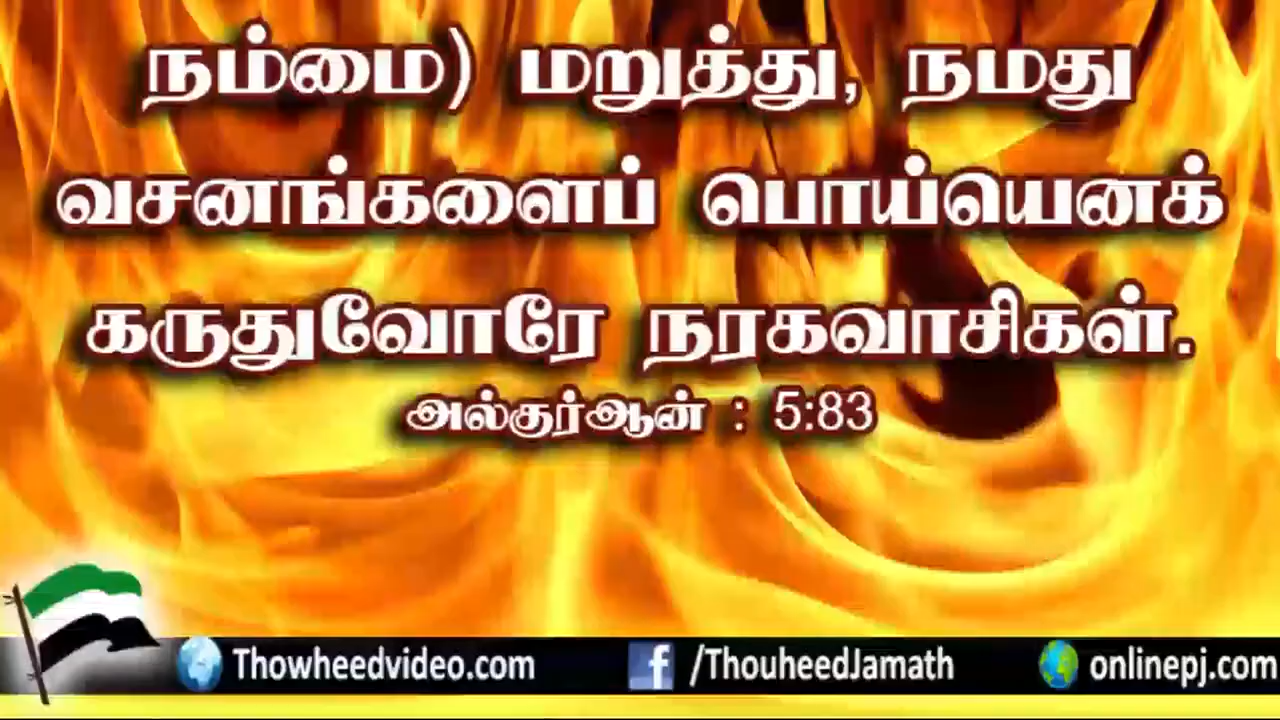 நம்மை) மறுத்து, நமது
வசனங்களைப் பொய்யெனக்
கருதுவோரே நரகவாசிகள்.
அல்குர்ஆன் : 5:83
Thowheedvideo.com f /ThouheedJamath onlinepj.com